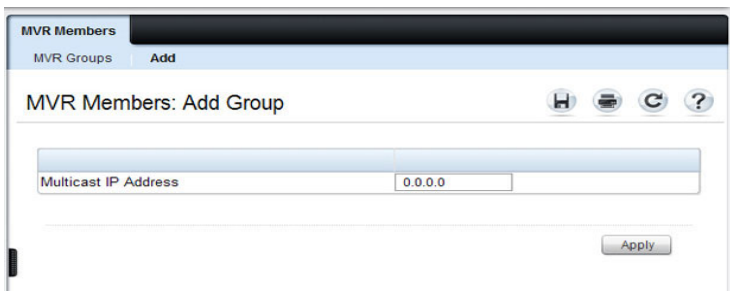 MVR Members
MVR Groups Add
MVR Members: Add Group
?
Multicast IP Address 0.0.0.0
Apply